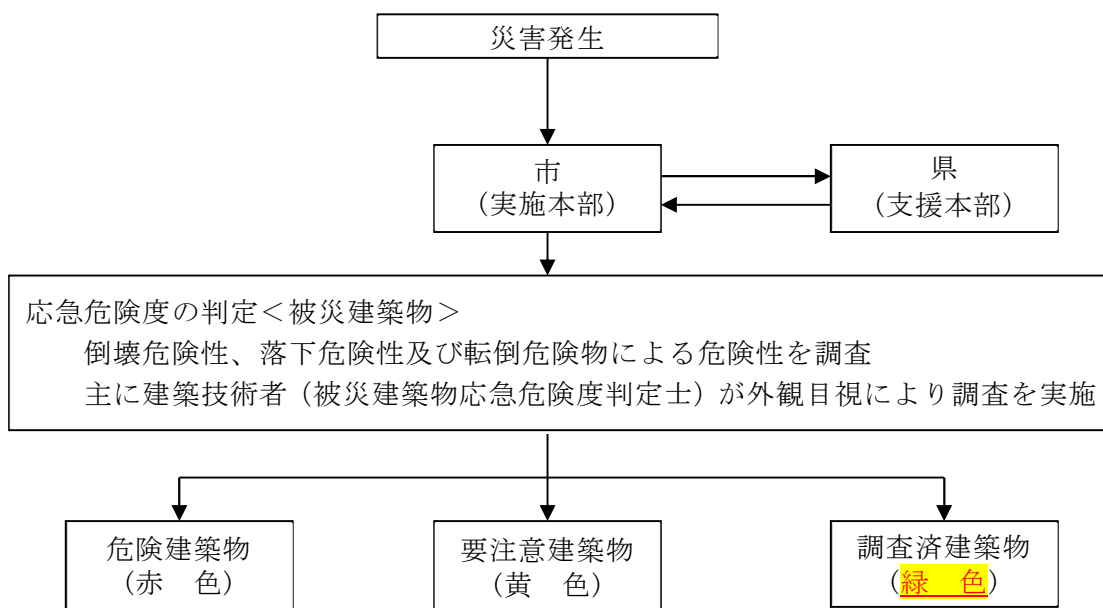 災害発生
市
（実施本部）
県
（支援本部）
応急危険度の判定＜被災建築物＞
倒壊危険性、落下危険性及び転倒危険物による危険性を調査
主に建築技術者（被災建築物応急危険度判定士）が外観目視により調査を実施
危険建築物
（赤　色）
要注意建築物
（黄　色）
調査済建築物
（緑　色）